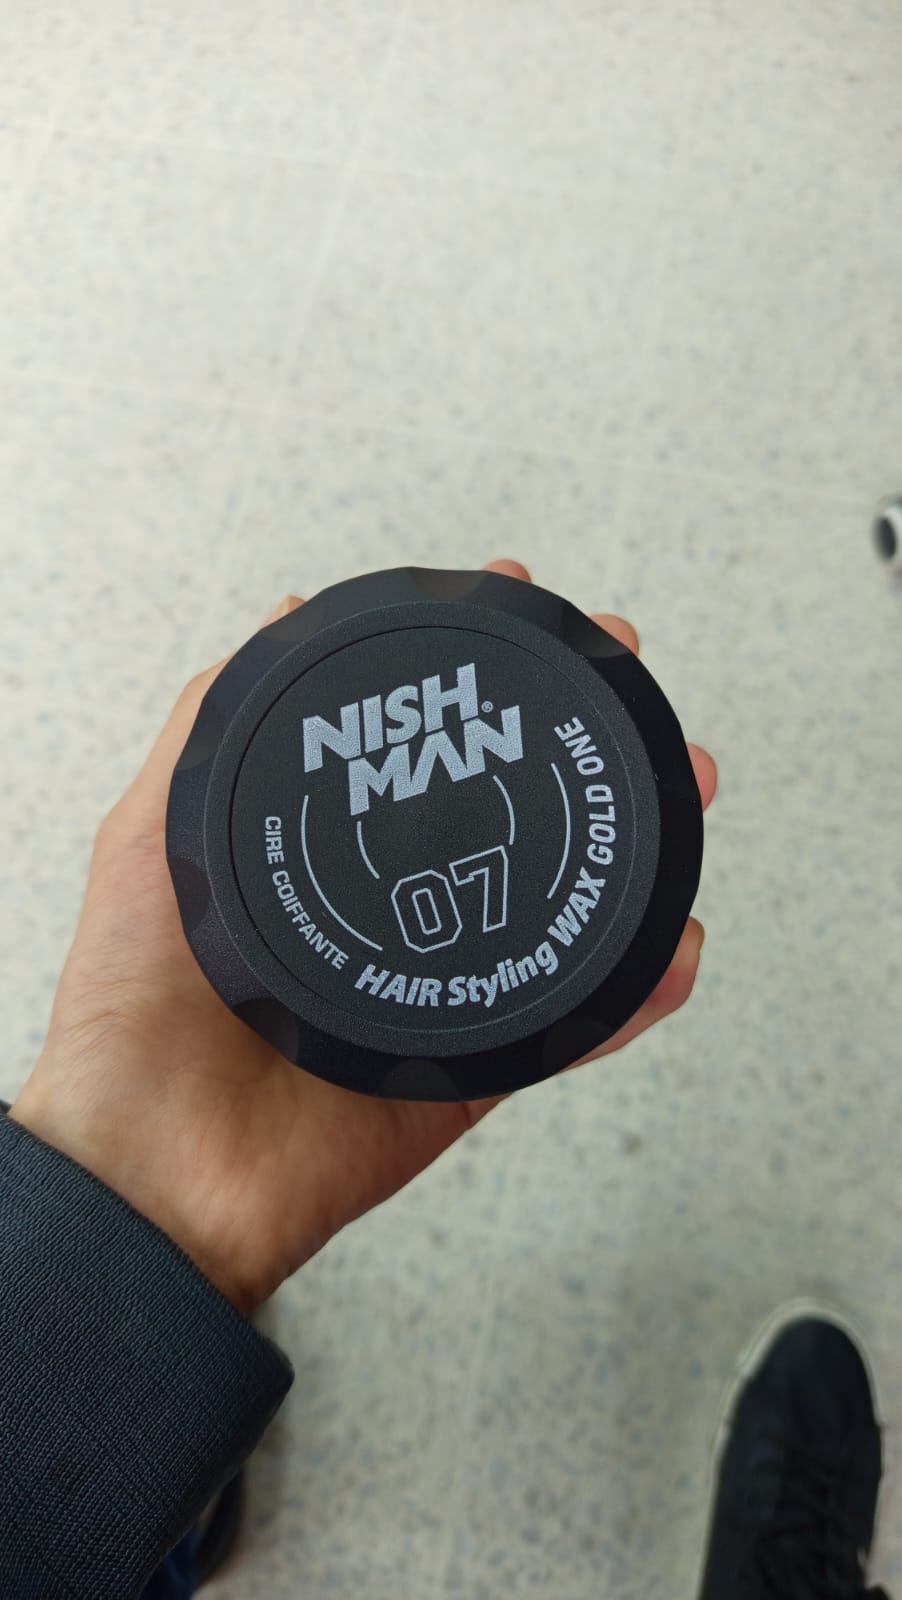 NISH
MAN®
07
CIRE COIFFANTE
HAIR Styling WAX GOLD ONE